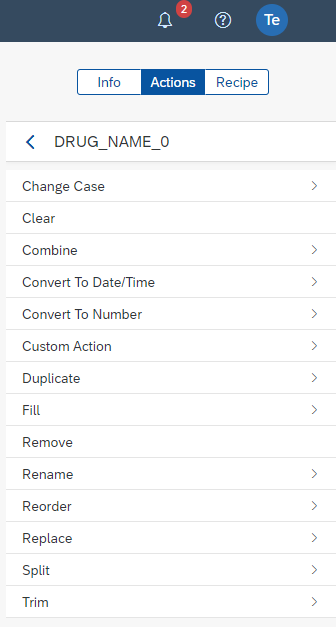 2
Te
Info Actions Recipe
DRUG_NAME_0
Change Case
Clear
Combine
Convert To Date/Time
Convert To Number
Custom Action
Duplicate
Fill
Remove
Rename
Reorder
Replace
Split
Trim